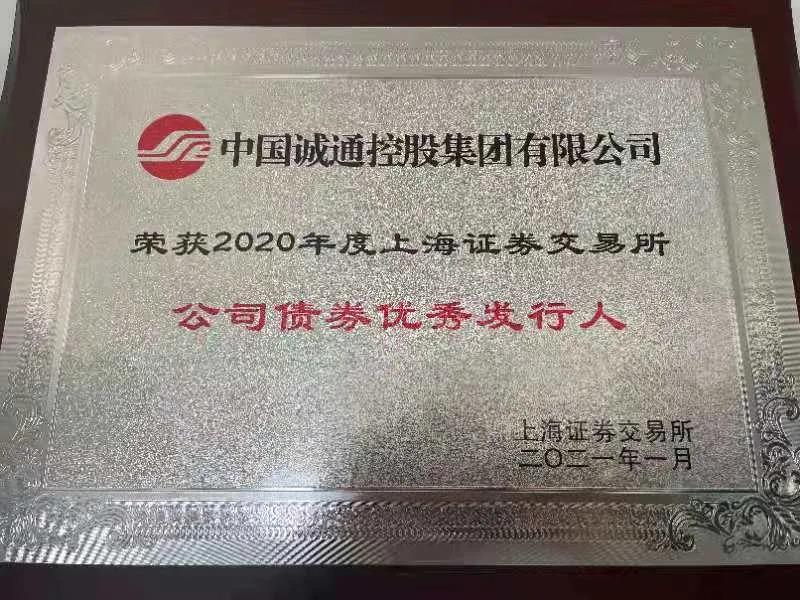 中国诚通控股集团有限公司
荣获2020年度上海证券交易所
公司债券优秀发行人
上海证券交易所
二〇二一年一月